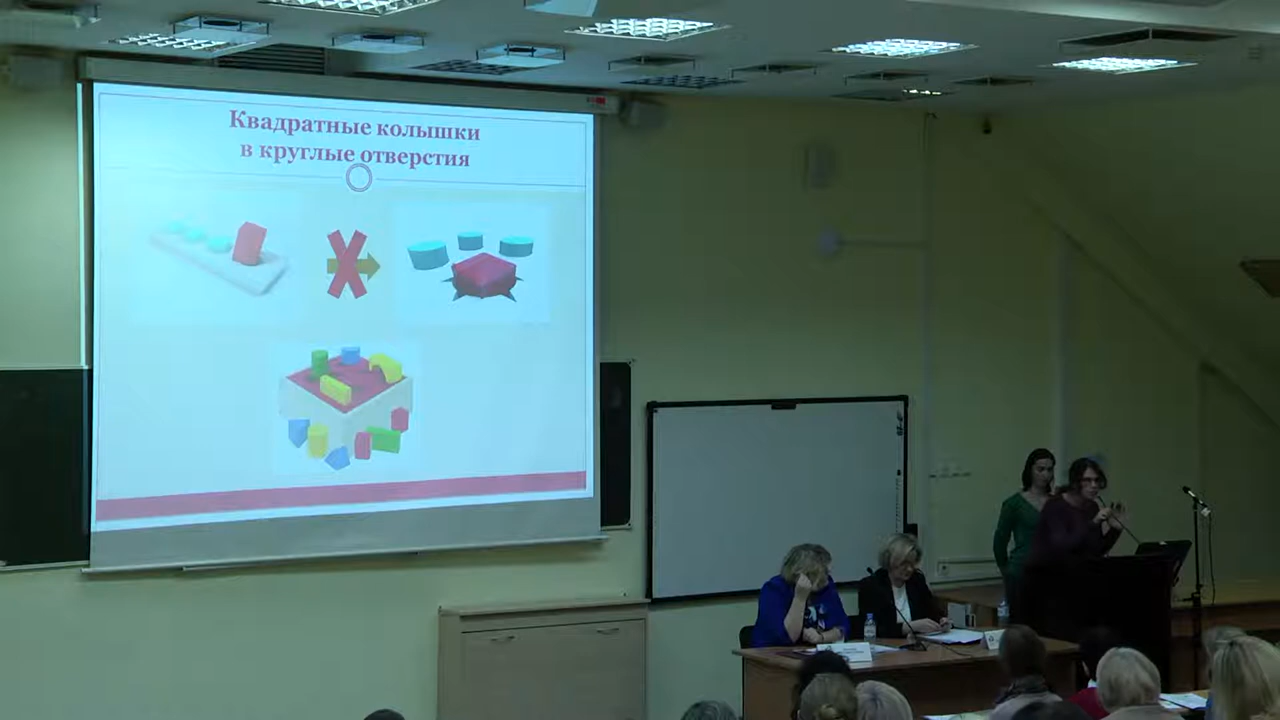 Квадратные колышки
в круглые отверстия